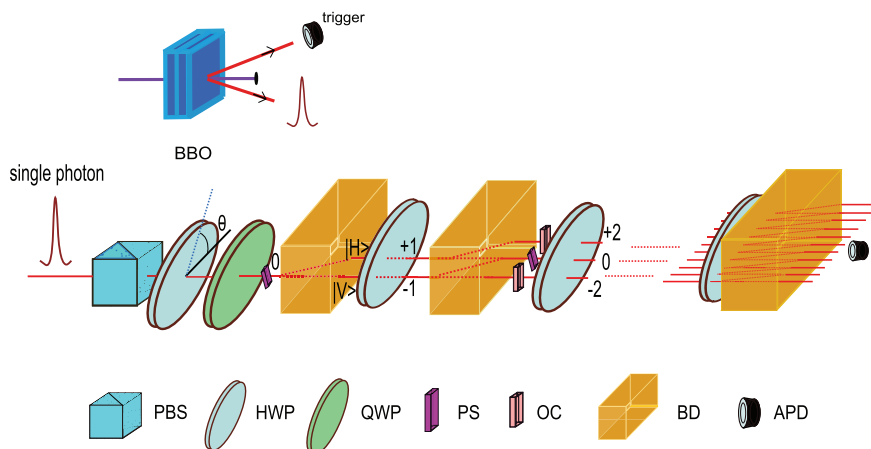 trigger
BBO
single photon
θ
0
|H>
|V>
+1
-1
+2
0
-2
PBS
HWP
QWP
PS
OC
BD
APD